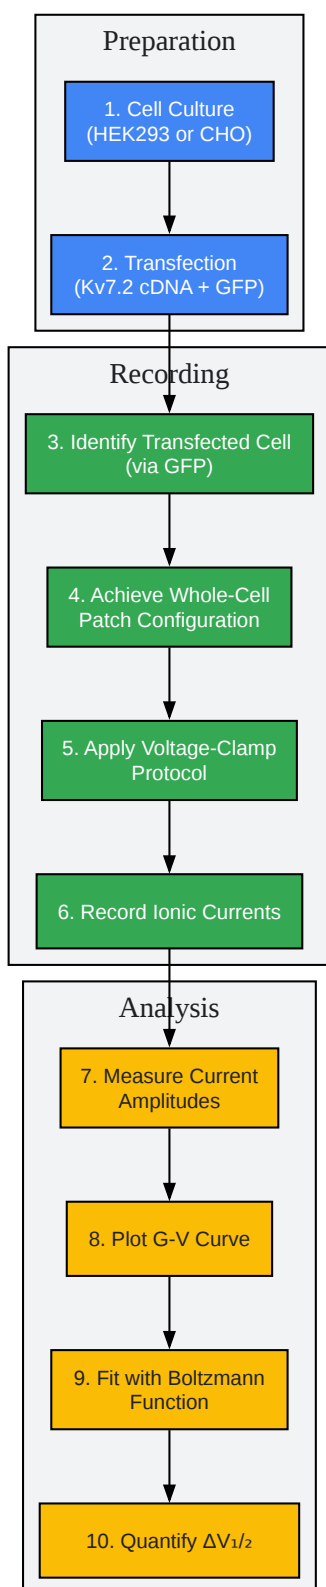 Preparation
1. Cell Culture
(HEK293 or CHO)
2. Transfection
(Kv7.2 cDNA + GFP)
Recording
3. Identify Transfected Cell
(via GFP)
4. Achieve Whole-Cell
Patch Configuration
5. Apply Voltage-Clamp
Protocol
6. Record Ionic Currents
Analysis
7. Measure Current
Amplitudes
8. Plot G-V Curve
9. Fit with Boltzmann
Function
10. Quantify ΔV₁/₂